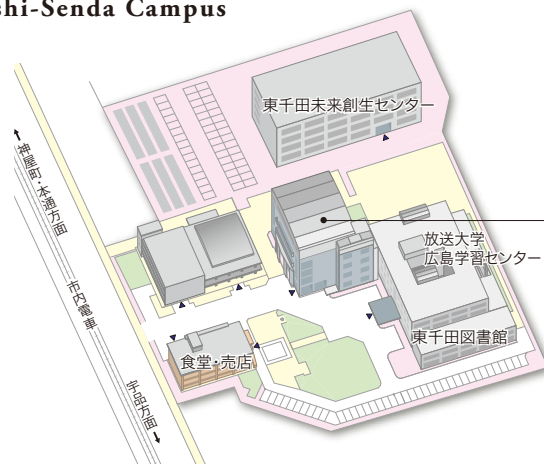 shi-Senda Campus
東千田未来創生センター
放送大学
広島学習センター
東千田図書館
食堂・売店
神屋町・本通方面
市内電車
宇品方面